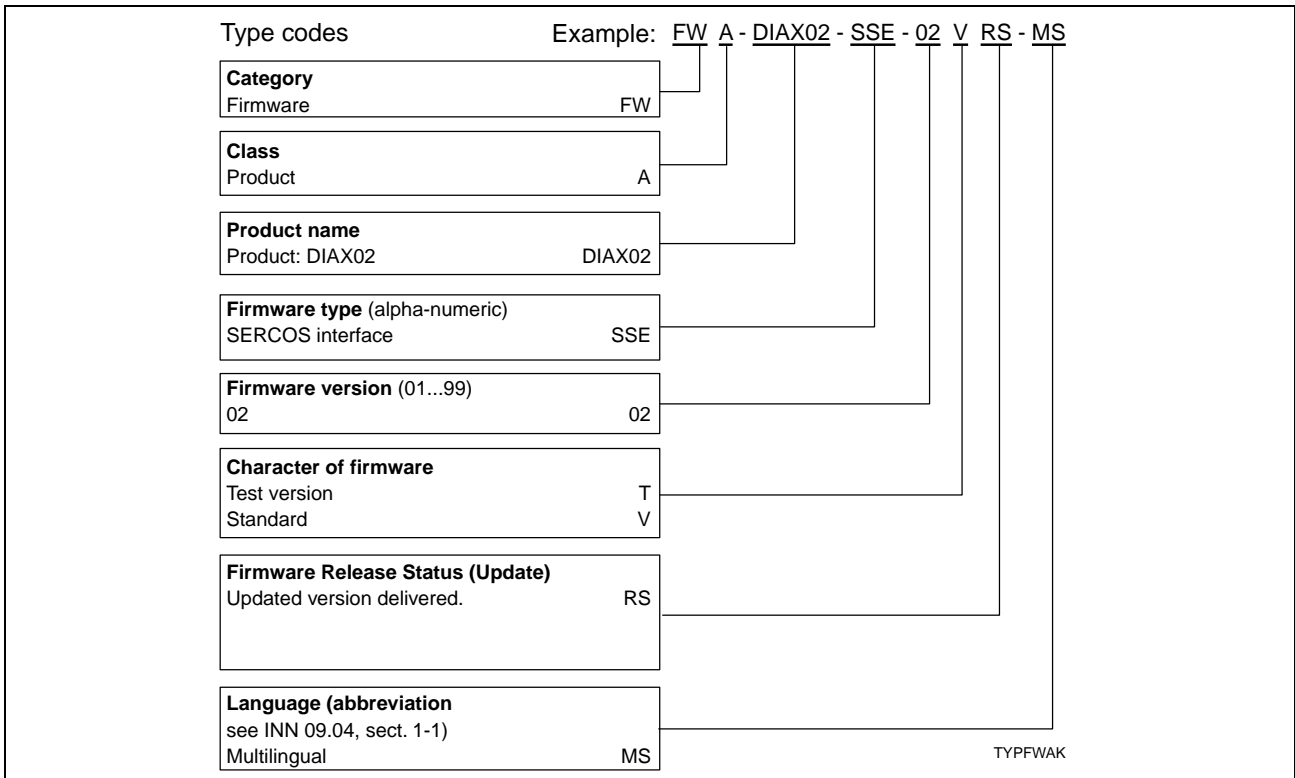 Type codes Example: FW A - DIAX02 - SSE - 02 V RS - MS
Category
Firmware FW
Class
Product A
Product name
Product: DIAX02 DIAX02
Firmware type (alpha-numeric)
SERCOS interface SSE
Firmware version (01...99)
02 02
Character of firmware
Test version T
Standard V
Firmware Release Status (Update)
Updated version delivered. RS
Language (abbreviation
see INN 09.04, sect. 1-1)
Multilingual MS
TYPFWAK